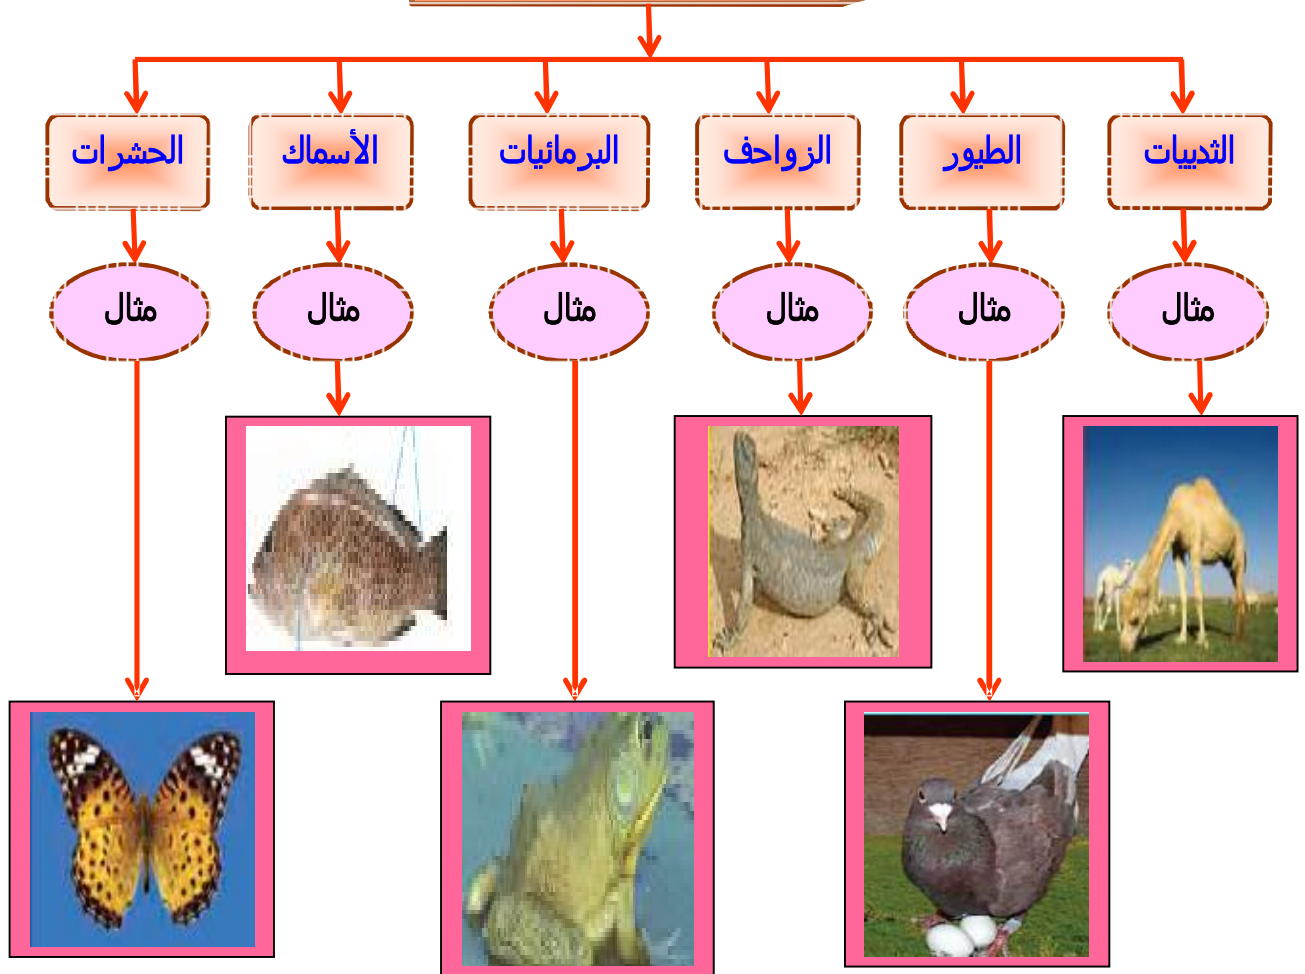 الثدييات
الطيور
الزواحف
البرمائيات
الأسماك
الحشرات
مثال
مثال
مثال
مثال
مثال
مثال